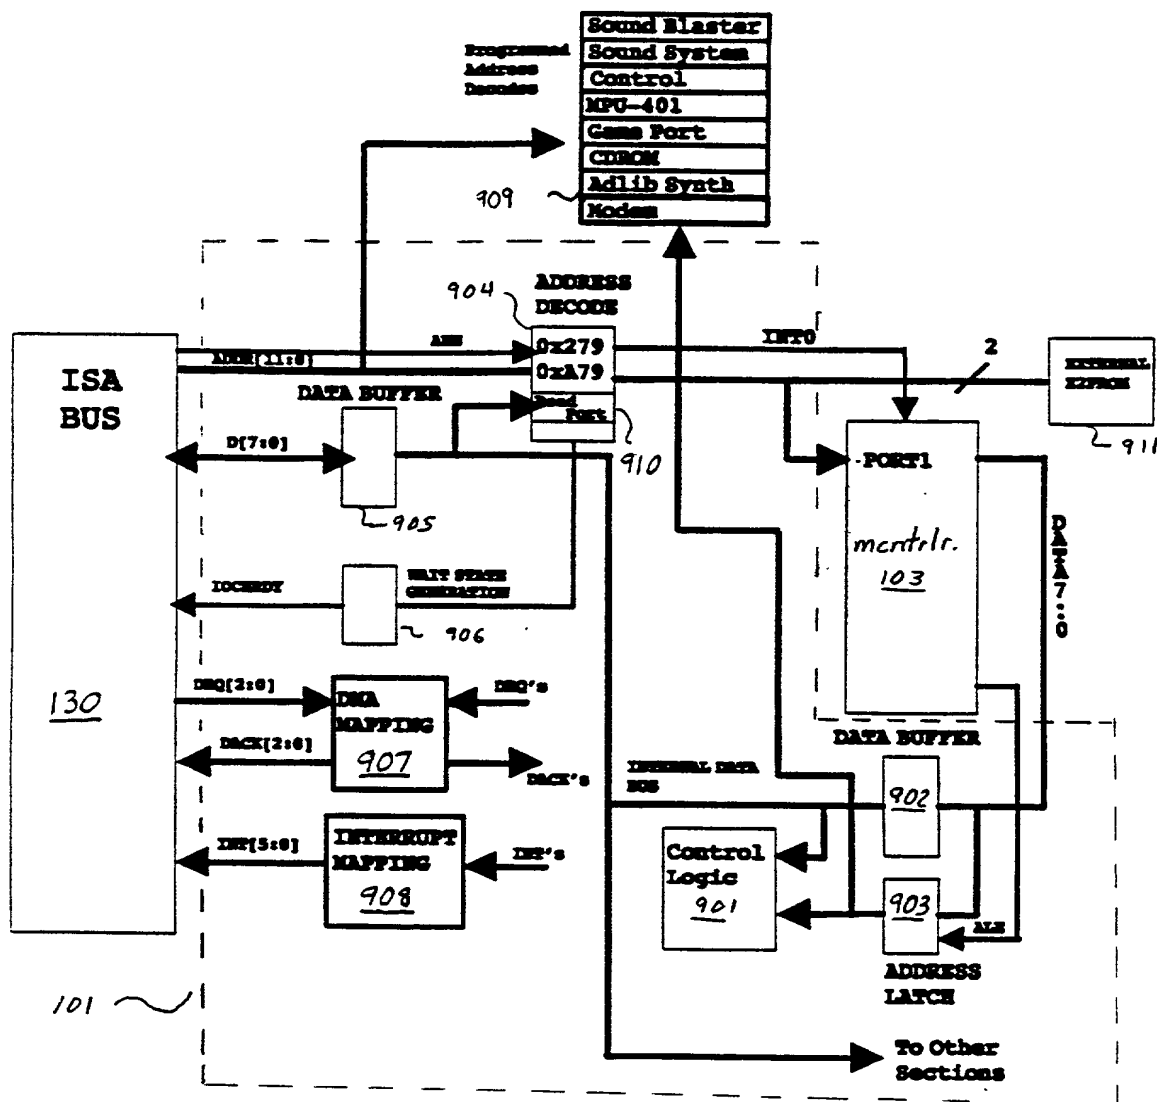 Sound Blaster
Sound System
Control
MPU-401
Game Port
CDROM
Adlib Synth
Modem
Programmed
Address
Decodes
909
904
ADDRESS
DECODE
ISA
BUS
AEN
ADDR[11:0]
0x279
0xA79
Read
Port
INT0
2
EXTERNAL
E2PROM
911
DATA BUFFER
D[7:0]
910
905
PORT1
mcntrlr.
103
DATA7::0
IOCHRDY
WAIT STATE
GENERATION
906
130
DRQ[2:0]
DMA
MAPPING
907
DRQ's
DACK[2:0]
DACK's
DATA BUFFER
INTERNAL DATA
BUS
902
INT[5:0]
INTERRUPT
MAPPING
908
INT's
Control
Logic
901
903
ALE
ADDRESS
LATCH
101
To Other
Sections